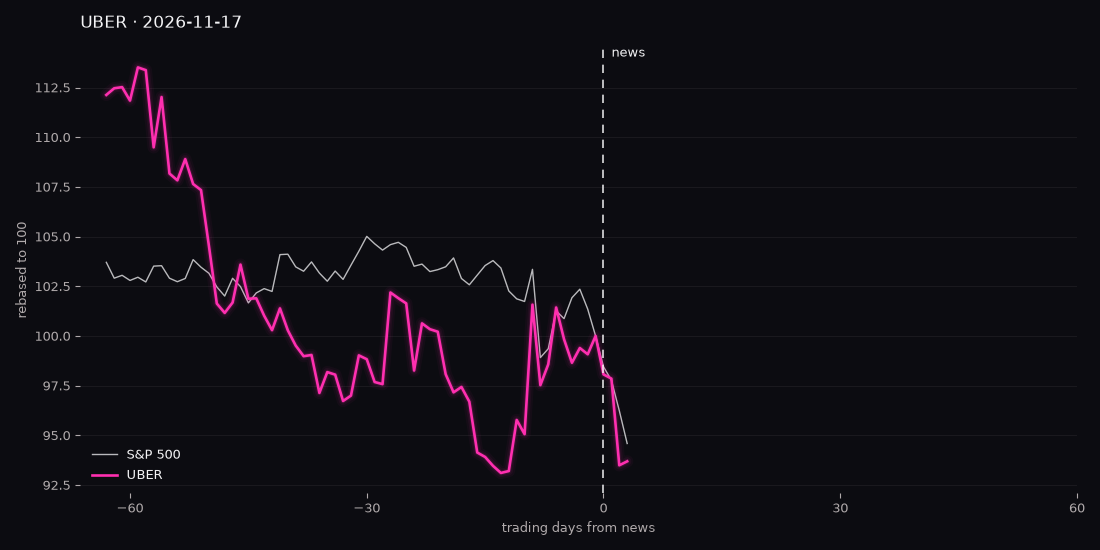 UBER · 2026-11-17
news
112.5
110.0
107.5
105.0
102.5
100.0
97.5
95.0
92.5
rebased to 100
S&P 500
UBER
−60
−30
0
30
60
trading days from news